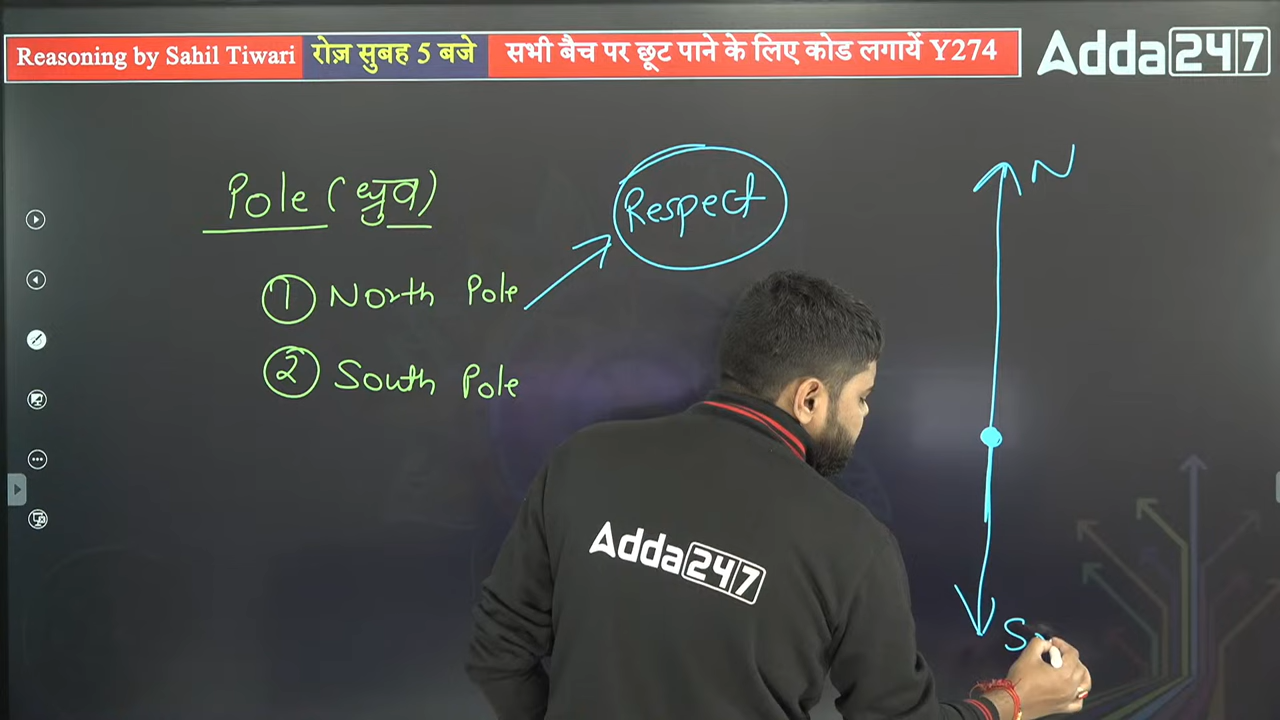 Reasoning by Sahil Tiwari रोज़ सुबह 5 बजे सभी बैच पर छूट पाने के लिए कोड लगायें Y274 Adda247
Pole (ध्रुव)
① North Pole
② South Pole
Respect
N
S
Adda247